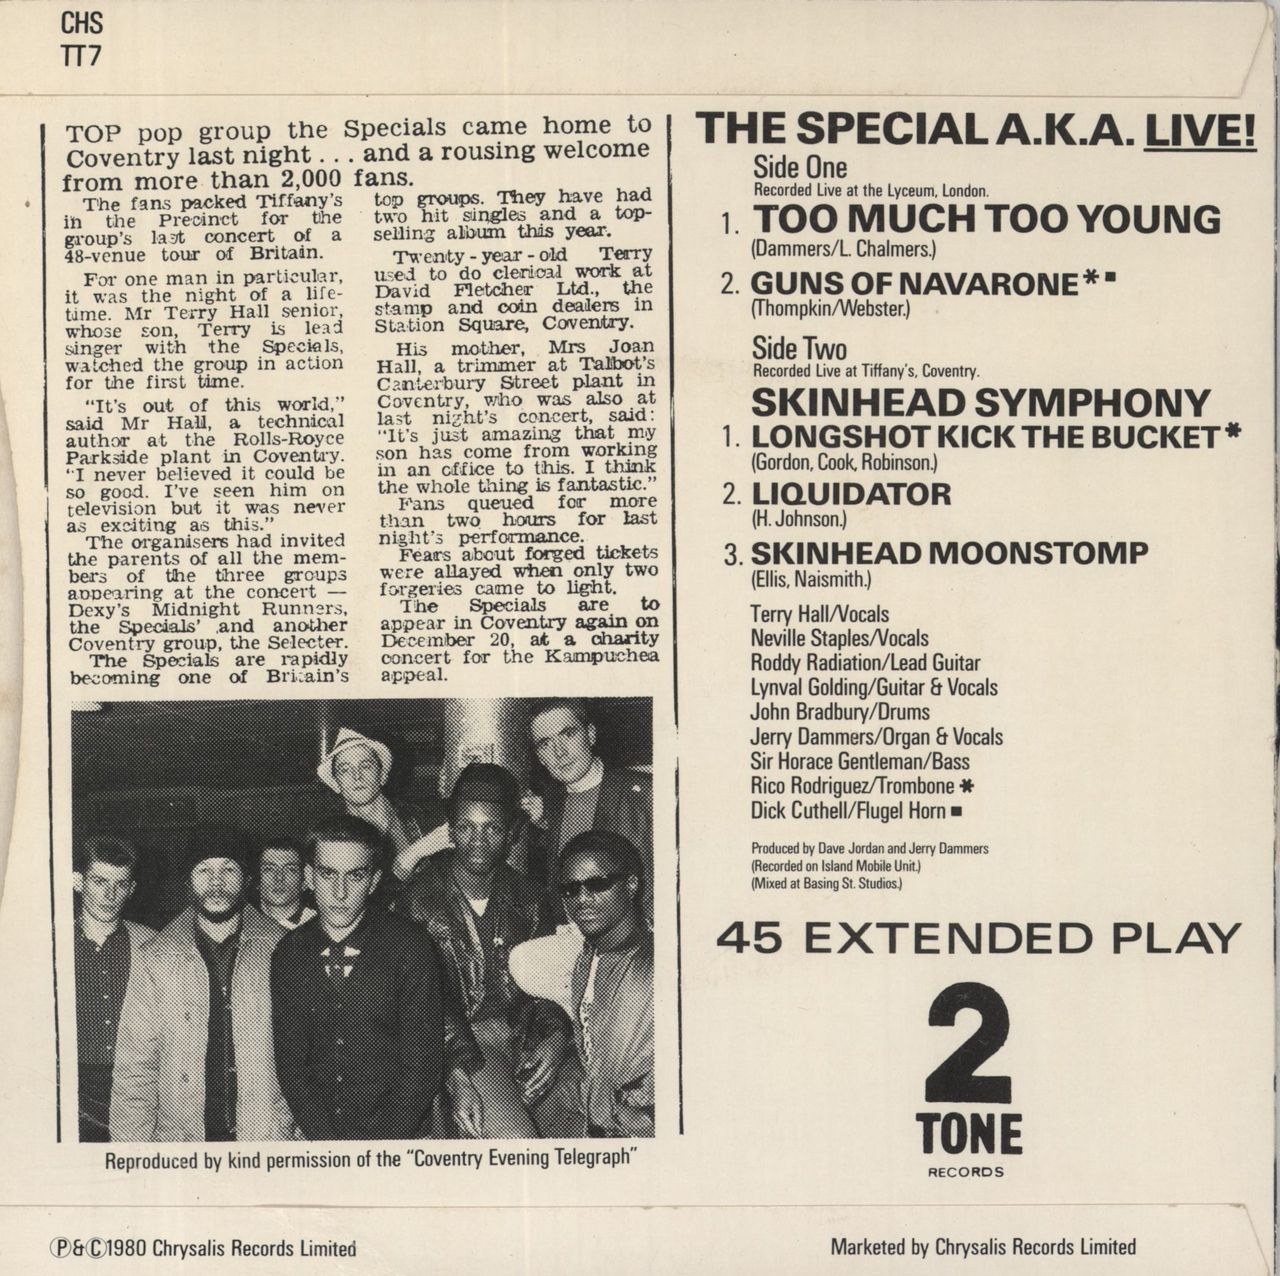 CHS
TT7
TOP pop group the Specials came home to
Coventry last night . . . and a rousing welcome
from more than 2,000 fans.
The fans packed Tiffany's
in the Precinct for the
group's last concert of a
48-venue tour of Britain.
For one man in particular,
it was the night of a life-
time. Mr Terry Hall senior,
whose son, Terry is lead
singer with the Specials,
watched the group in action
for the first time.
"It's out of this world,"
said Mr Hall, a technical
author at the Rolls-Royce
Parkside plant in Coventry.
"I never believed it could be
so good. I've seen him on
television but it was never
as exciting as this."
The organisers had invited
the parents of all the mem-
bers of the three groups
appearing at the concert —
Dexy's Midnight Runners,
the Specials' and another
Coventry group, the Selecter.
The Specials are rapidly
becoming one of Britain's
top groups. They have had
two hit singles and a top-
selling album this year.
Twenty-year-old Terry
used to do clerical work at
David Fletcher Ltd., the
stamp and coin dealers in
Station Square, Coventry.
His mother, Mrs Joan
Hall, a trimmer at Talbot's
Canterbury Street plant in
Coventry, who was also at
last night's concert, said:
"It's just amazing that my
son has come from working
in an office to this. I think
the whole thing is fantastic."
Fans queued for more
than two hours for last
night's performance.
Fears about forged tickets
were allayed when only two
forgeries came to light.
The Specials are to
appear in Coventry again on
December 20, at a charity
concert for the Kampuchea
appeal.
Reproduced by kind permission of the "Coventry Evening Telegraph"
THE SPECIAL A.K.A. LIVE!
Side One
Recorded Live at the Lyceum, London.
1. TOO MUCH TOO YOUNG
(Dammers/L. Chalmers.)
2. GUNS OF NAVARONE*▪
(Thompkin/Webster.)
Side Two
Recorded Live at Tiffany's, Coventry.
SKINHEAD SYMPHONY
1. LONGSHOT KICK THE BUCKET*
(Gordon, Cook, Robinson.)
2. LIQUIDATOR
(H. Johnson.)
3. SKINHEAD MOONSTOMP
(Ellis, Naismith.)
Terry Hall/Vocals
Neville Staples/Vocals
Roddy Radiation/Lead Guitar
Lynval Golding/Guitar & Vocals
John Bradbury/Drums
Jerry Dammers/Organ & Vocals
Sir Horace Gentleman/Bass
Rico Rodriguez/Trombone *
Dick Cuthell/Flugel Horn ▪
Produced by Dave Jordan and Jerry Dammers
(Recorded on Island Mobile Unit.)
(Mixed at Basing St. Studios.)
45 EXTENDED PLAY
2
TONE
RECORDS
Ⓟ&Ⓒ1980 Chrysalis Records Limited
Marketed by Chrysalis Records Limited